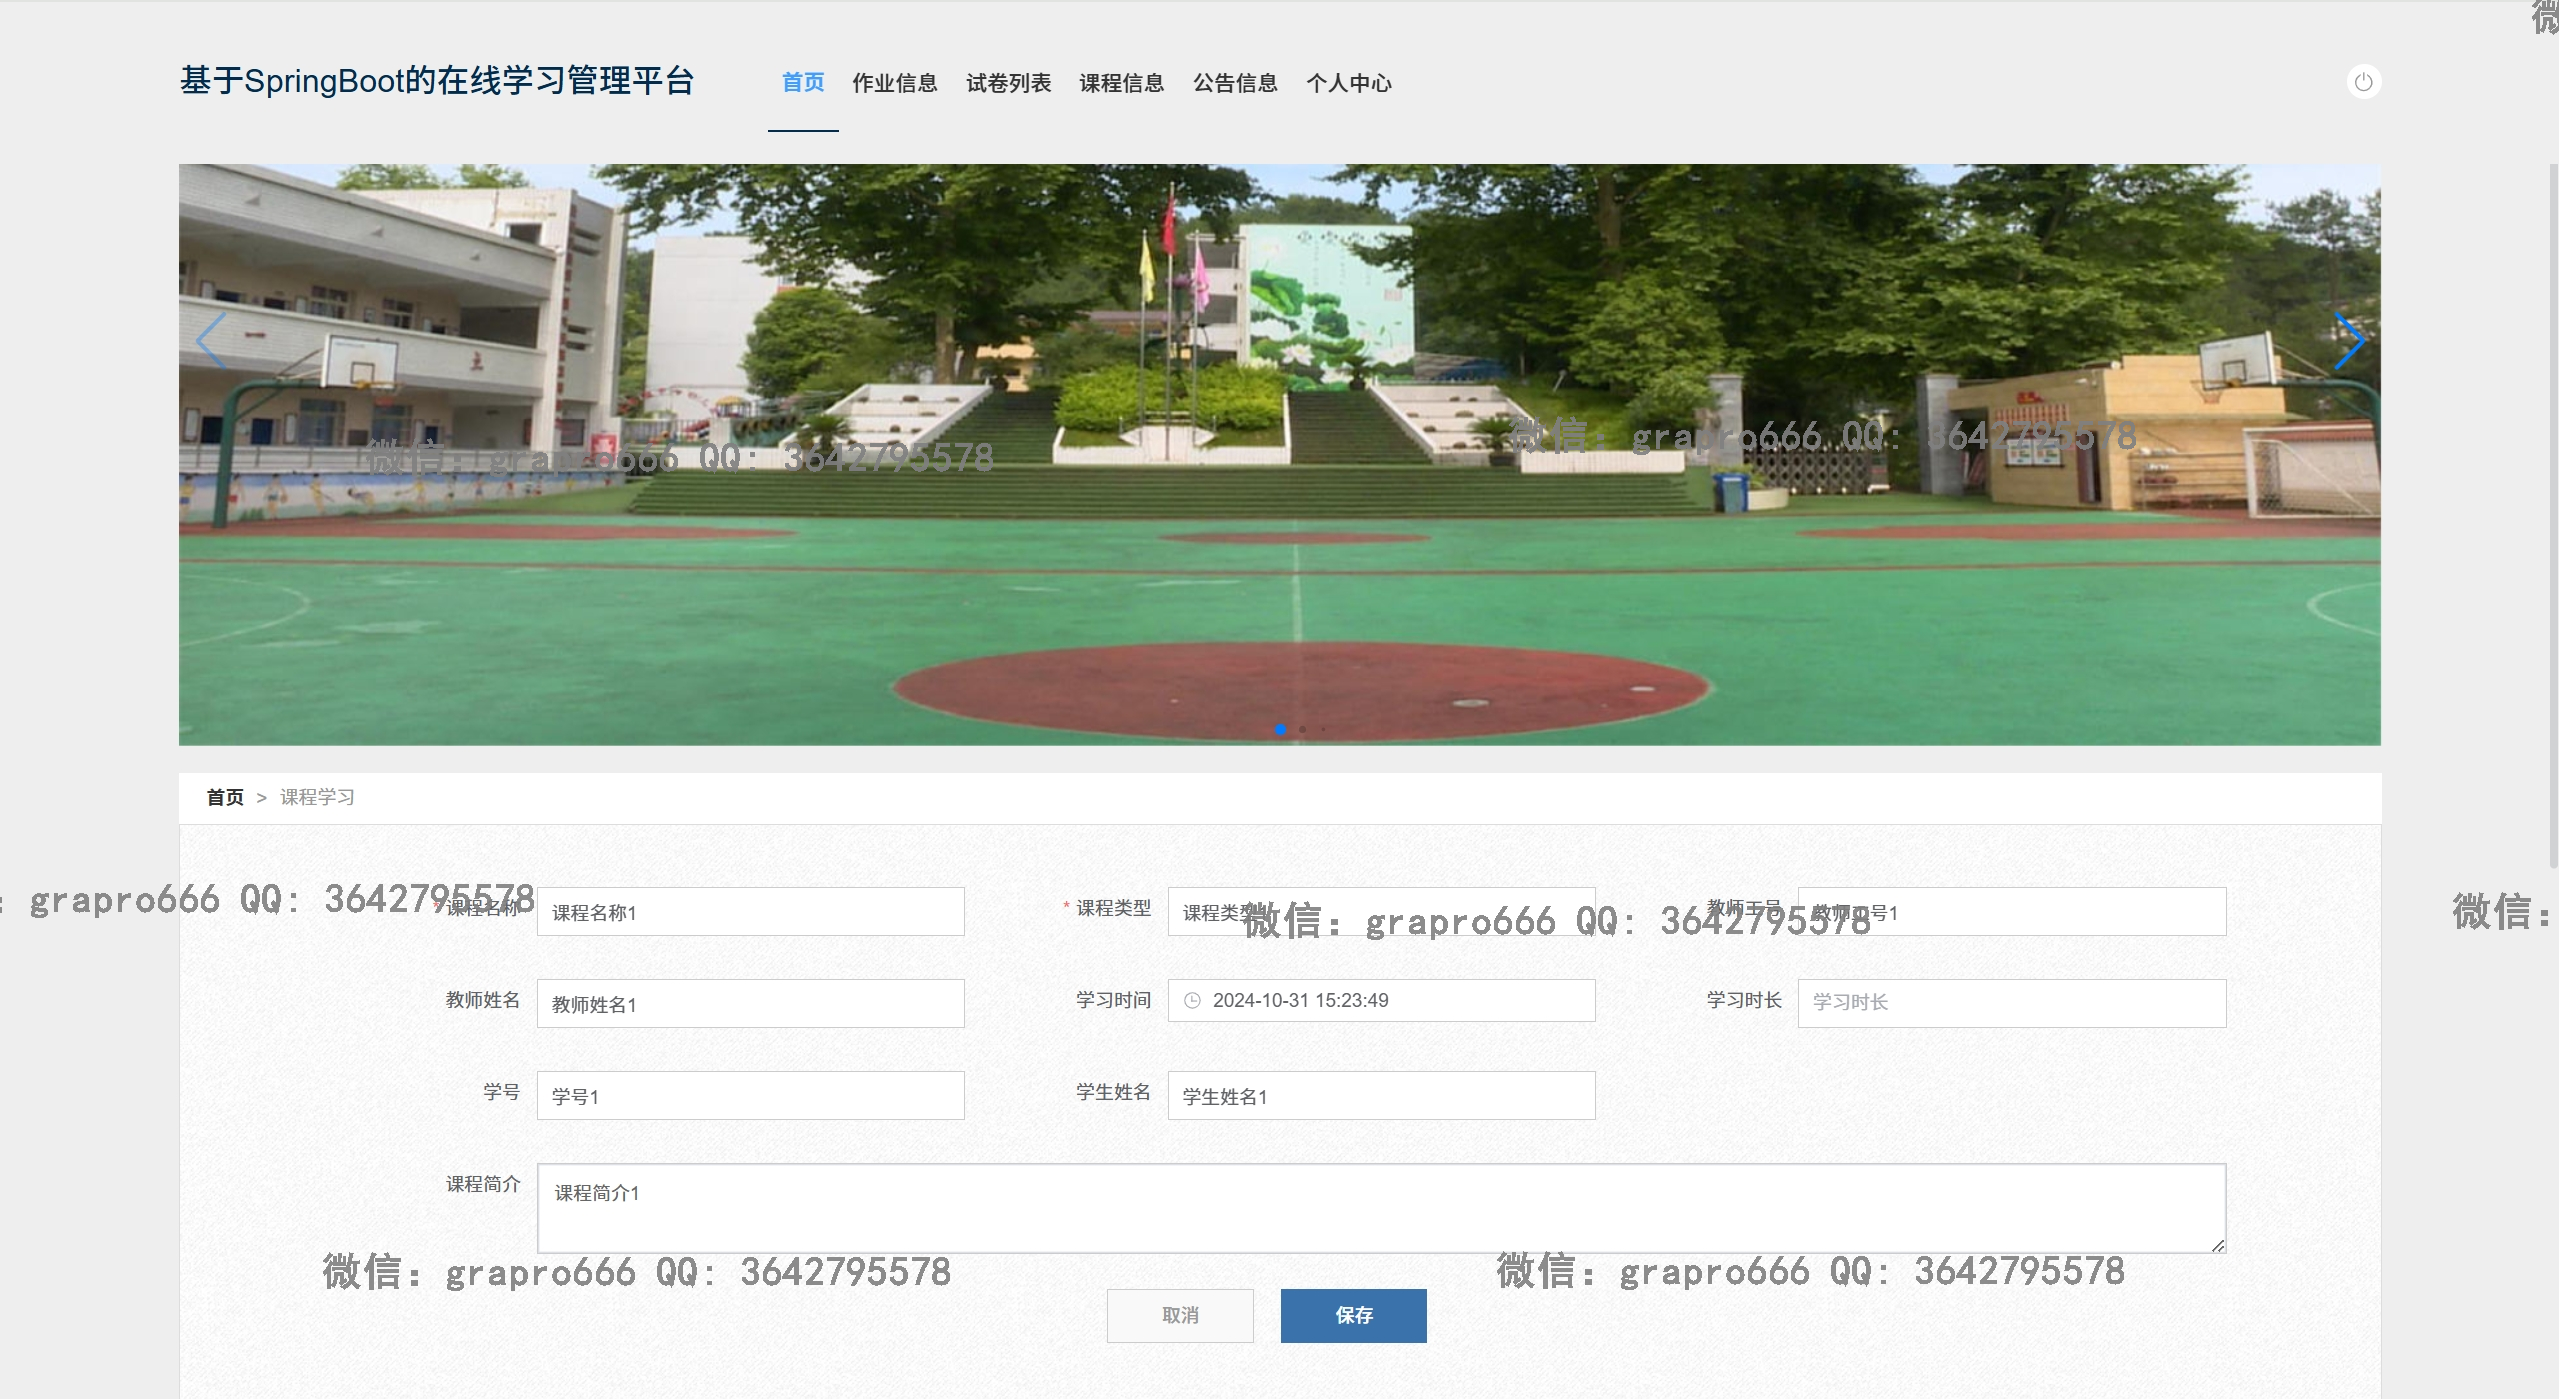 基于SpringBoot的在线学习管理平台
首页 作业信息 试卷列表 课程信息 公告信息 个人中心
微信: grapro666 QQ: 3642795578
微信: grapro666 QQ: 3642795578
首页 > 课程学习
: grapro666 QQ: 3642795578
* 课程名称 课程名称1
* 课程类型 课程类型1
教师工号 教师工号1
微信: grapro666 QQ: 3642795578
微信:
教师姓名 教师姓名1
学习时间 2024-10-31 15:23:49
学习时长 学习时长
学号 学号1
学生姓名 学生姓名1
课程简介 课程简介1
微信: grapro666 QQ: 3642795578
微信: grapro666 QQ: 3642795578
取消 保存